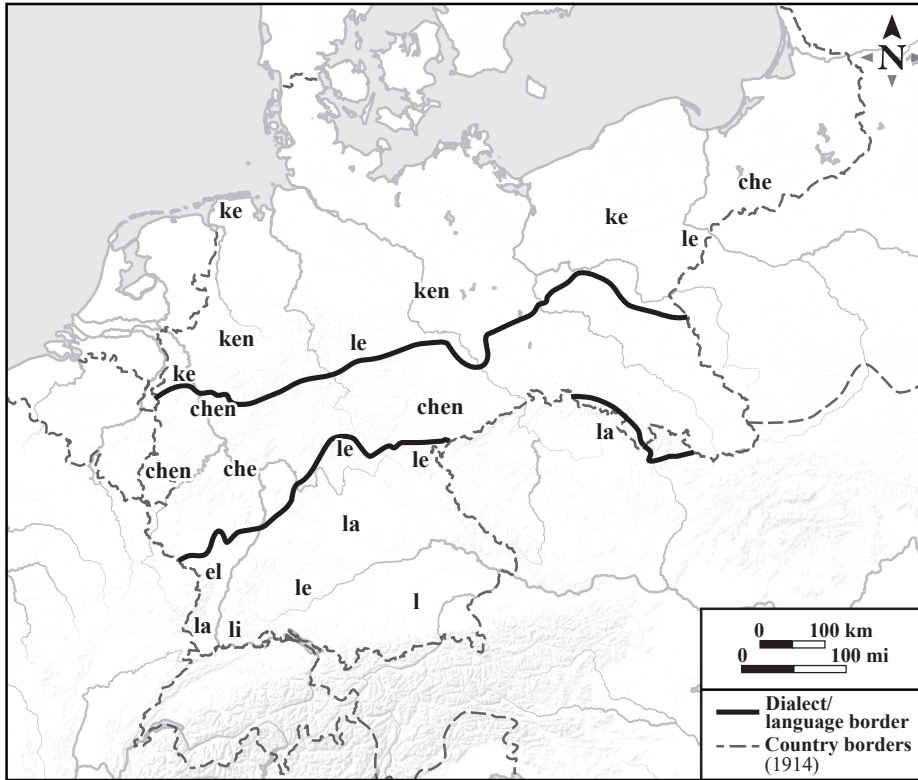 N
ke
che
ke
le
ken
ken
le
ke
chen
chen
le
la
le
chen
che
la
el
le
l
la
li
0 100 km
0 100 mi
Dialect/
language border
Country borders
(1914)